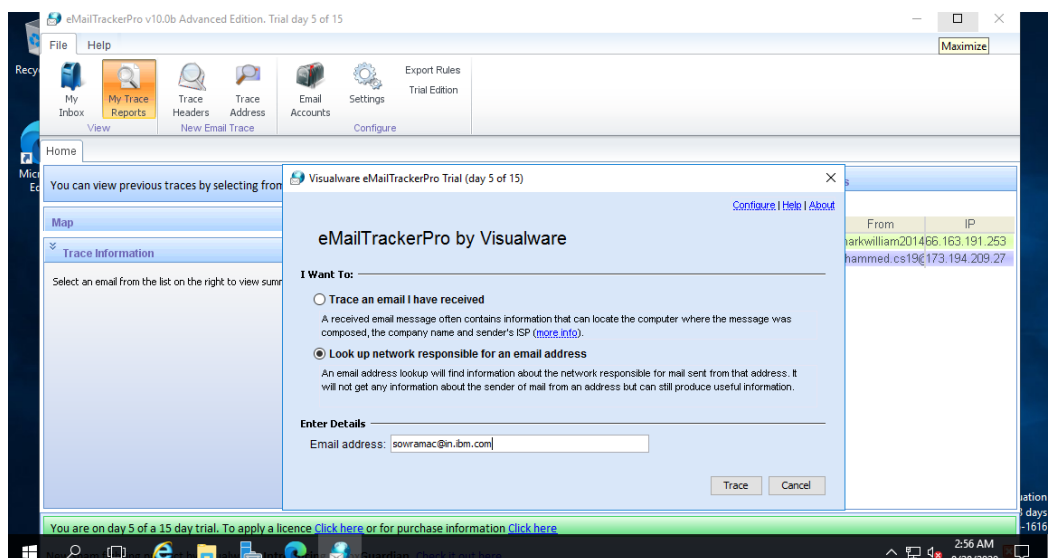 eMailTrackerPro v10.0b Advanced Edition. Trial day 5 of 15
File Help
Maximize
My Inbox
My Trace Reports
Trace Headers
Trace Address
Email Accounts
Settings
Export Rules
Trial Edition
View
New Email Trace
Configure
Home
You can view previous traces by selecting from
Map
Trace Information
Select an email from the list on the right to view
From IP
66.163.191.253
173.194.209.27
Visualware eMailTrackerPro Trial (day 5 of 15)
Configure | Help | About
eMailTrackerPro by Visualware
I Want To:
Trace an email I have received
A received email message often contains information that can locate the computer where the message was
composed, the company name and sender's ISP (more info).
Look up network responsible for an email address
An email address lookup will find information about the network responsible for mail sent from that address. It
will not get any information about the sender of mail from an address but can still produce useful information.
Enter Details
Email address: sowramac@in.ibm.com
Trace Cancel
You are on day 5 of a 15 day trial. To apply a licence Click here or for purchase information Click here
days
-1616
2:56 AM